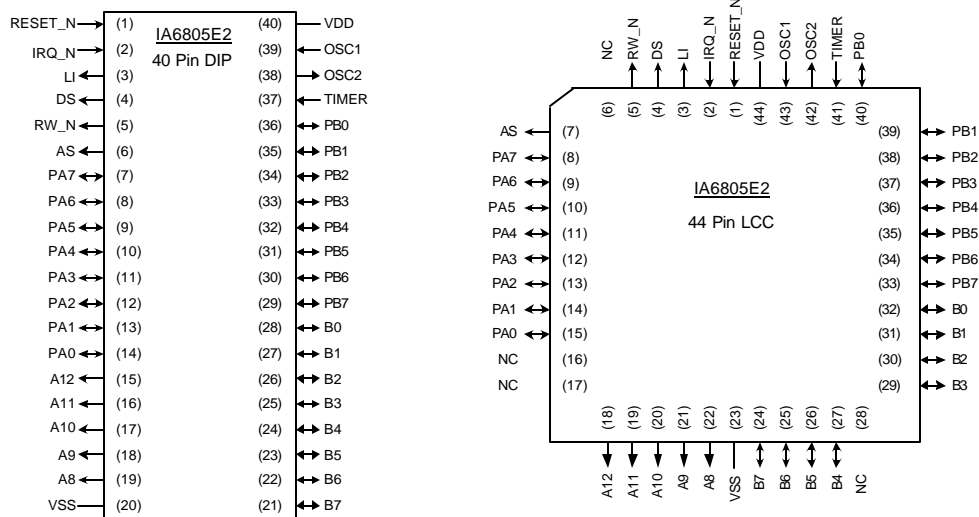 RESET_N (1) (40) VDD
IA6805E2
IRQ_N (2) (39) OSC1
40 Pin DIP
LI (3) (38) OSC2
DS (4) (37) TIMER
RW_N (5) (36) PB0
AS (6) (35) PB1
PA7 (7) (34) PB2
PA6 (8) (33) PB3
PA5 (9) (32) PB4
PA4 (10) (31) PB5
PA3 (11) (30) PB6
PA2 (12) (29) PB7
PA1 (13) (28) B0
PA0 (14) (27) B1
A12 (15) (26) B2
A11 (16) (25) B3
A10 (17) (24) B4
A9 (18) (23) B5
A8 (19) (22) B6
VSS (20) (21) B7
NC RW_N DS LI IRQ_N RESET_N VDD OSC1 OSC2 TIMER PB0
(6) (5) (4) (3) (2) (1) (44) (43) (42) (41) (40)
AS (7) (39) PB1
PA7 (8) (38) PB2
PA6 (9) (37) PB3
IA6805E2
PA5 (10) (36) PB4
44 Pin LCC
PA4 (11) (35) PB5
PA3 (12) (34) PB6
PA2 (13) (33) PB7
PA1 (14) (32) B0
PA0 (15) (31) B1
NC (16) (30) B2
NC (17) (29) B3
(18) (19) (20) (21) (22) (23) (24) (25) (26) (27) (28)
A12 A11 A10 A9 A8 VSS B7 B6 B5 B4 NC